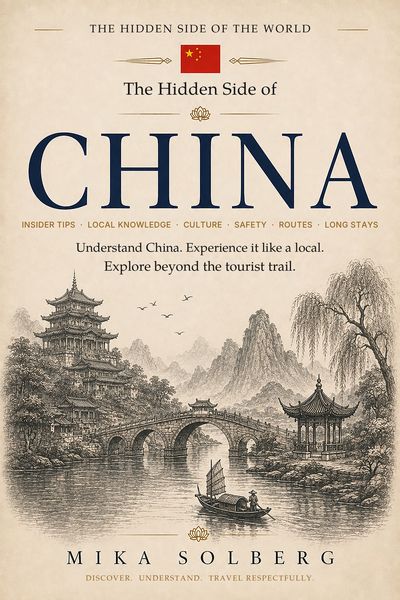 THE HIDDEN SIDE OF THE WORLD
The Hidden Side of
CHINA
INSIDER TIPS · LOCAL KNOWLEDGE · CULTURE · SAFETY · ROUTES · LONG STAYS
Understand China. Experience it like a local.
Explore beyond the tourist trail.
MIKA SOLBERG
DISCOVER. UNDERSTAND. TRAVEL RESPECTFULLY.